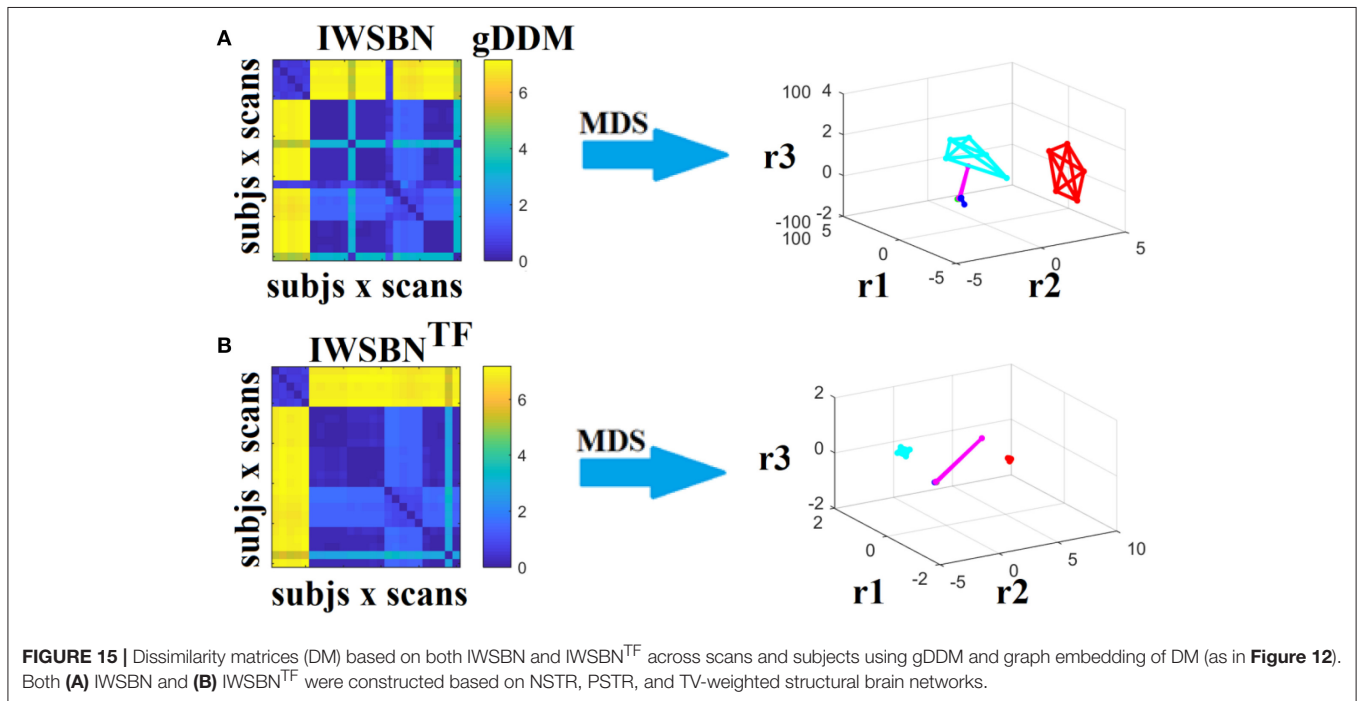 A
IWSBN gDDM
subjs x scans
6
4
2
0
subjs x scans
MDS
r3
100 4
2
0
-100 -2
100 5
0
-5
-5
0
5
r1
r2
B
IWSBN^TF
subjs x scans
6
4
2
0
subjs x scans
MDS
r3
2
0
-2
2
0
-2
-5
0
5
10
r1
r2
FIGURE 15 | Dissimilarity matrices (DM) based on both IWSBN and IWSBN^TF across scans and subjects using gDDM and graph embedding of DM (as in Figure 12).
Both (A) IWSBN and (B) IWSBN^TF were constructed based on NSTR, PSTR, and TV-weighted structural brain networks.